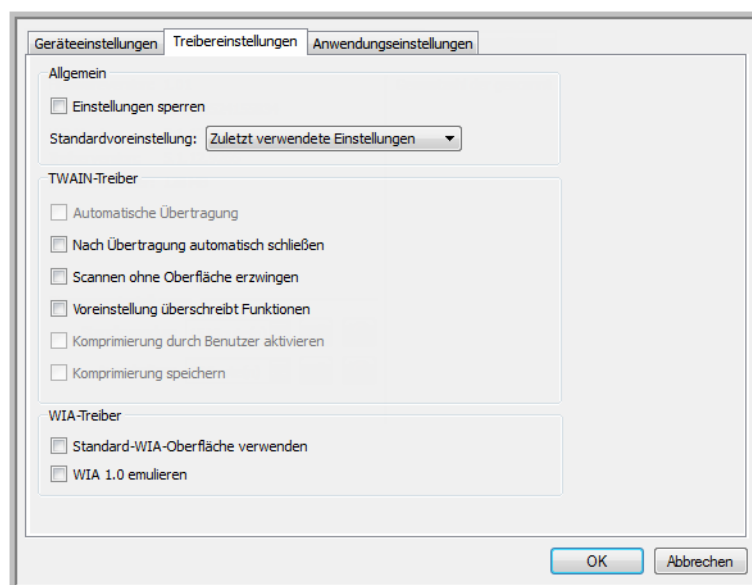 Geräteeinstellungen Treibereinstellungen Anwendungseinstellungen
Allgemein
Einstellungen sperren
Standardvoreinstellung: Zuletzt verwendete Einstellungen
TWAIN-Treiber
Automatische Übertragung
Nach Übertragung automatisch schließen
Scannen ohne Oberfläche erzwingen
Voreinstellung überschreibt Funktionen
Komprimierung durch Benutzer aktivieren
Komprimierung speichern
WIA-Treiber
Standard-WIA-Oberfläche verwenden
WIA 1.0 emulieren
OK Abbrechen